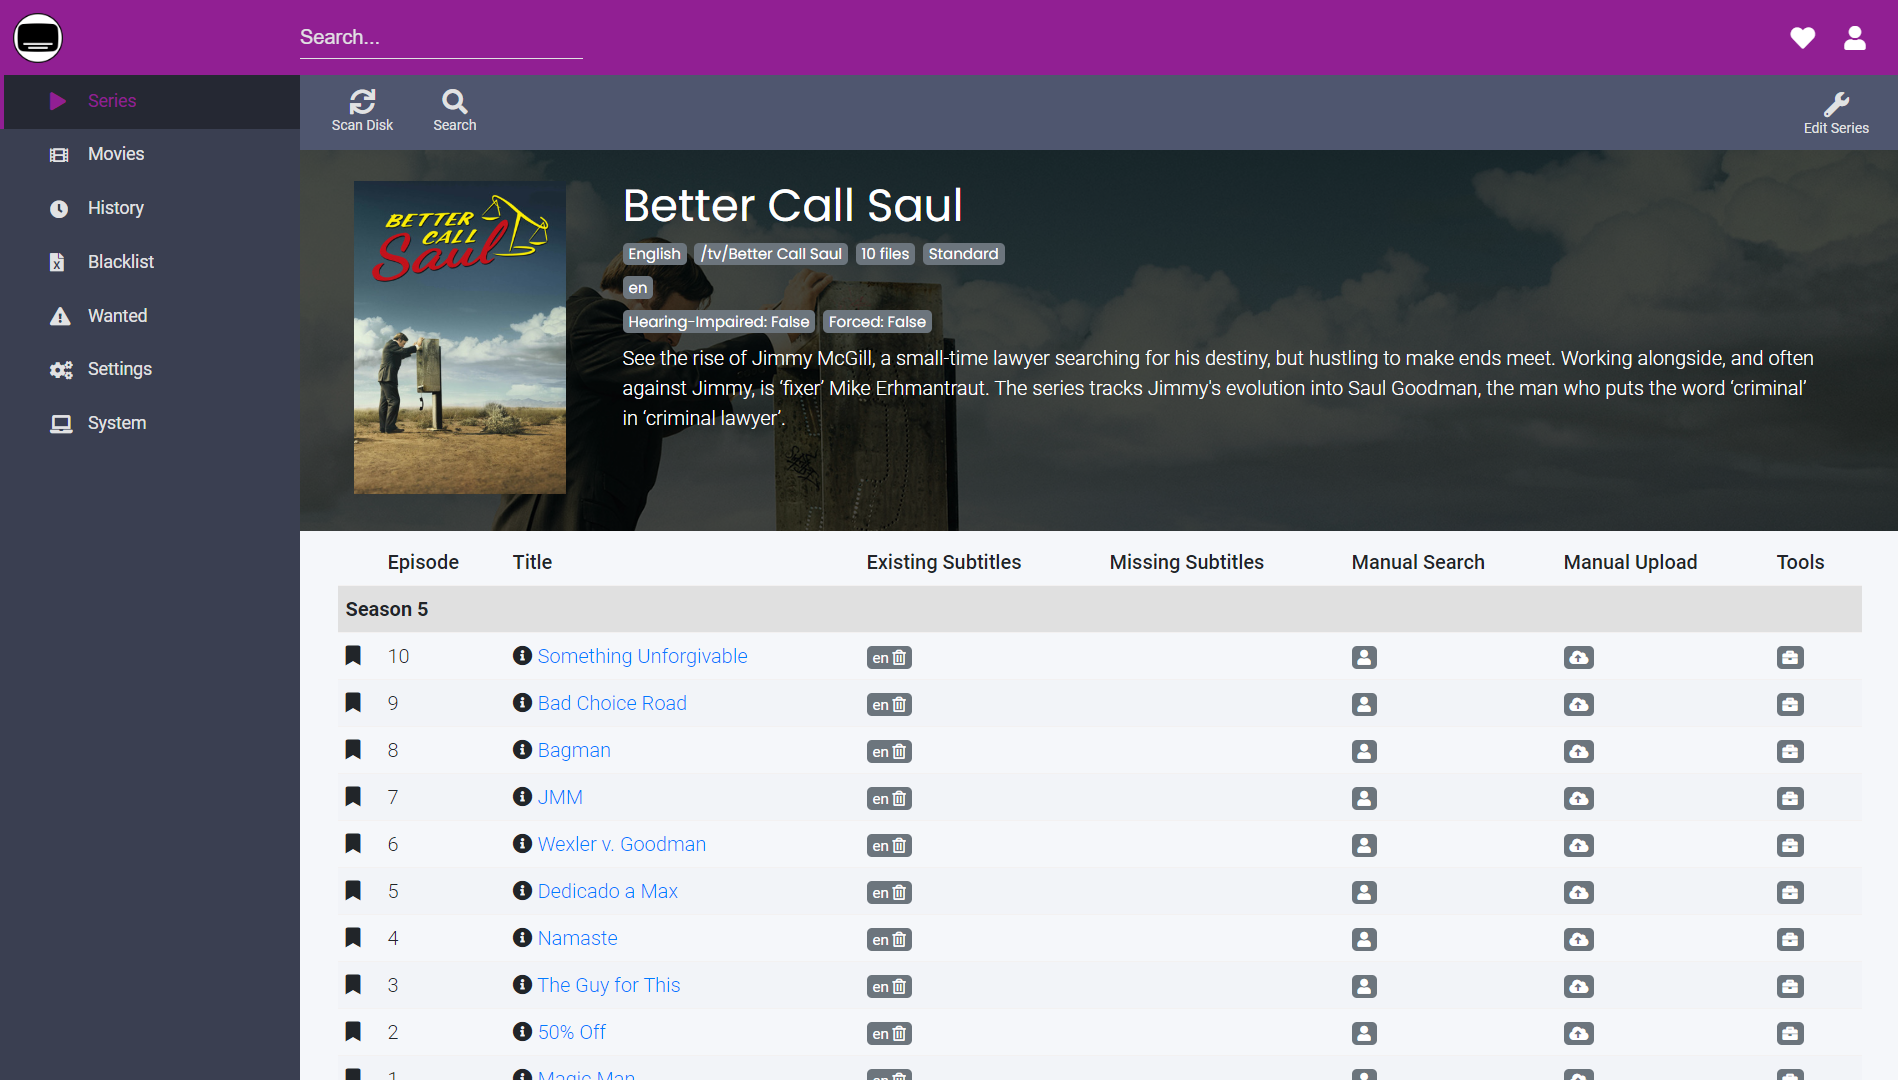 Search...
Series
Movies
History
Blacklist
Wanted
Settings
System
Scan Disk
Search
Edit Series
BETTER
CALL
Saul
Better Call Saul
English /tv/Better Call Saul 10 files Standard
en
Hearing-Impaired: False Forced: False
See the rise of Jimmy McGill, a small-time lawyer searching for his destiny, but hustling to make ends meet. Working alongside, and often
against Jimmy, is ‘fixer’ Mike Erhmantraut. The series tracks Jimmy's evolution into Saul Goodman, the man who puts the word ‘criminal’
in ‘criminal lawyer’.
Episode Title Existing Subtitles Missing Subtitles Manual Search Manual Upload Tools
Season 5
10 Something Unforgivable en
9 Bad Choice Road en
8 Bagman en
7 JMM en
6 Wexler v. Goodman en
5 Dedicado a Max en
4 Namaste en
3 The Guy for This en
2 50% Off en
1 Magic Man en